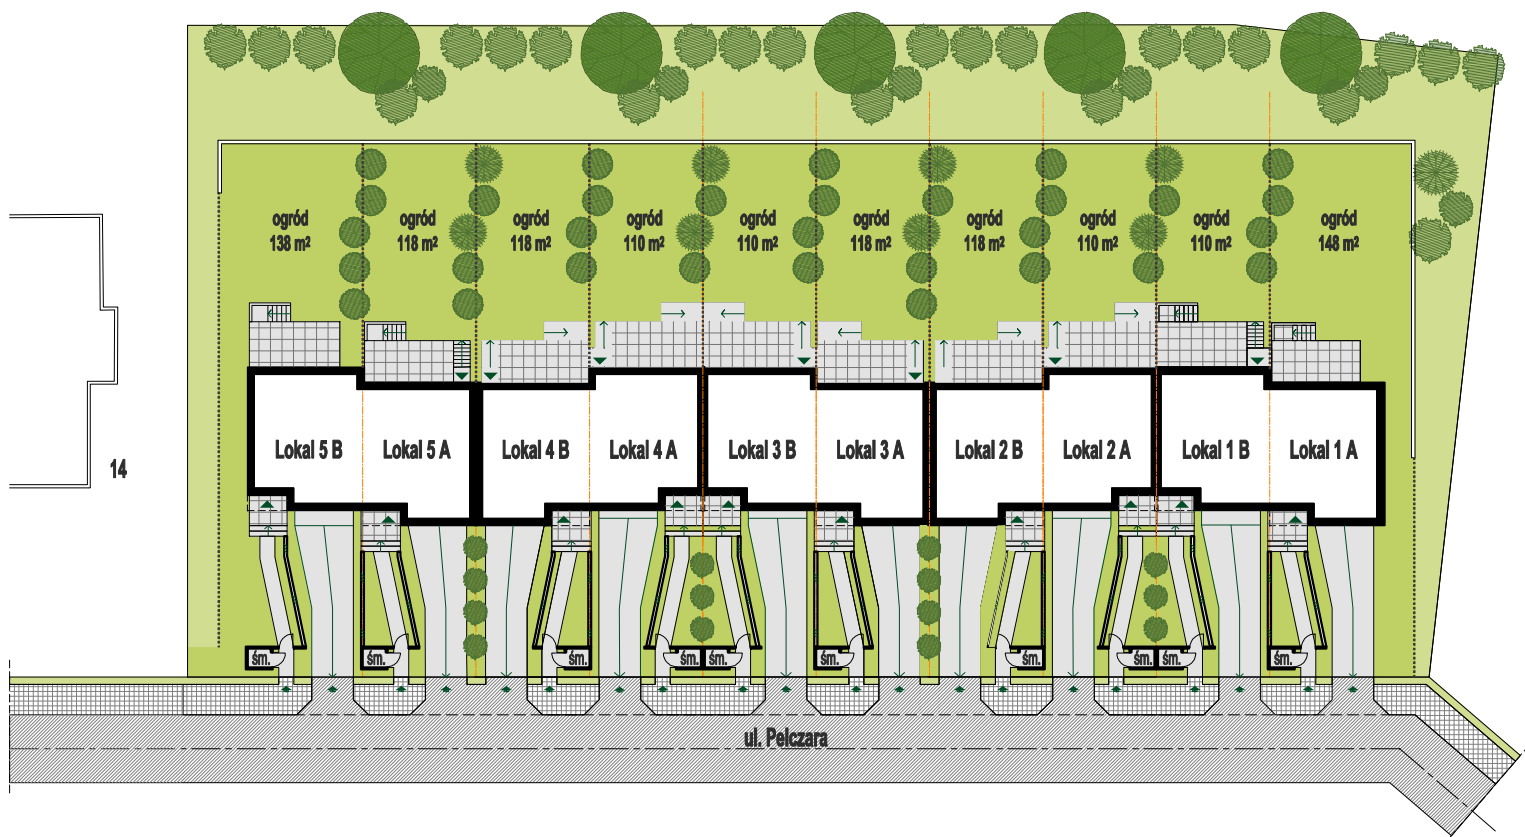 ogród
138 m²
ogród
118 m²
ogród
118 m²
ogród
110 m²
ogród
110 m²
ogród
118 m²
ogród
118 m²
ogród
110 m²
ogród
110 m²
ogród
148 m²
Lokal 5 B
Lokal 5 A
Lokal 4 B
Lokal 4 A
Lokal 3 B
Lokal 3 A
Lokal 2 B
Lokal 2 A
Lokal 1 B
Lokal 1 A
14
śm.
śm.
śm.
śm.
śm.
śm.
śm.
śm.
śm.
śm.
ul. Pelczara